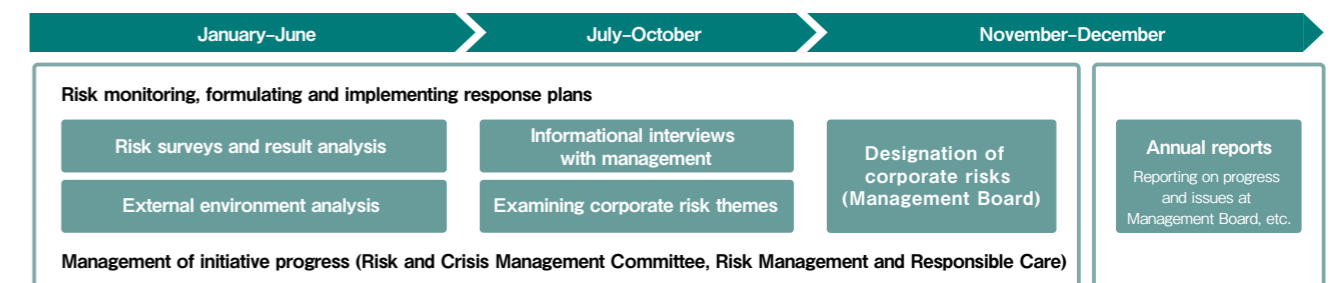 January–June
July–October
November–December
Risk monitoring, formulating and implementing response plans
Risk surveys and result analysis
External environment analysis
Informational interviews
with management
Examining corporate risk themes
Designation of
corporate risks
(Management Board)
Annual reports
Reporting on progress
and issues at
Management Board, etc.
Management of initiative progress (Risk and Crisis Management Committee, Risk Management and Responsible Care)